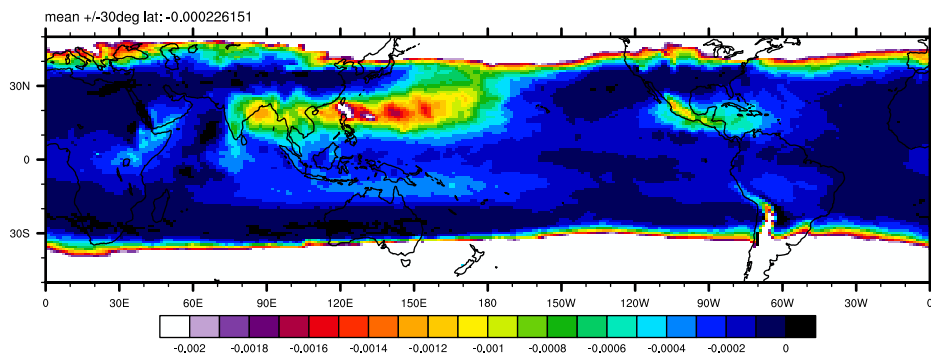 mean +/-30deg lat: -0.000226151
30N
0
30S
0 30E 60E 90E 120E 150E 180 150W 120W 90W 60W 30W 0
-0.002 -0.0018 -0.0016 -0.0014 -0.0012 -0.001 -0.0008 -0.0006 -0.0004 -0.0002 0